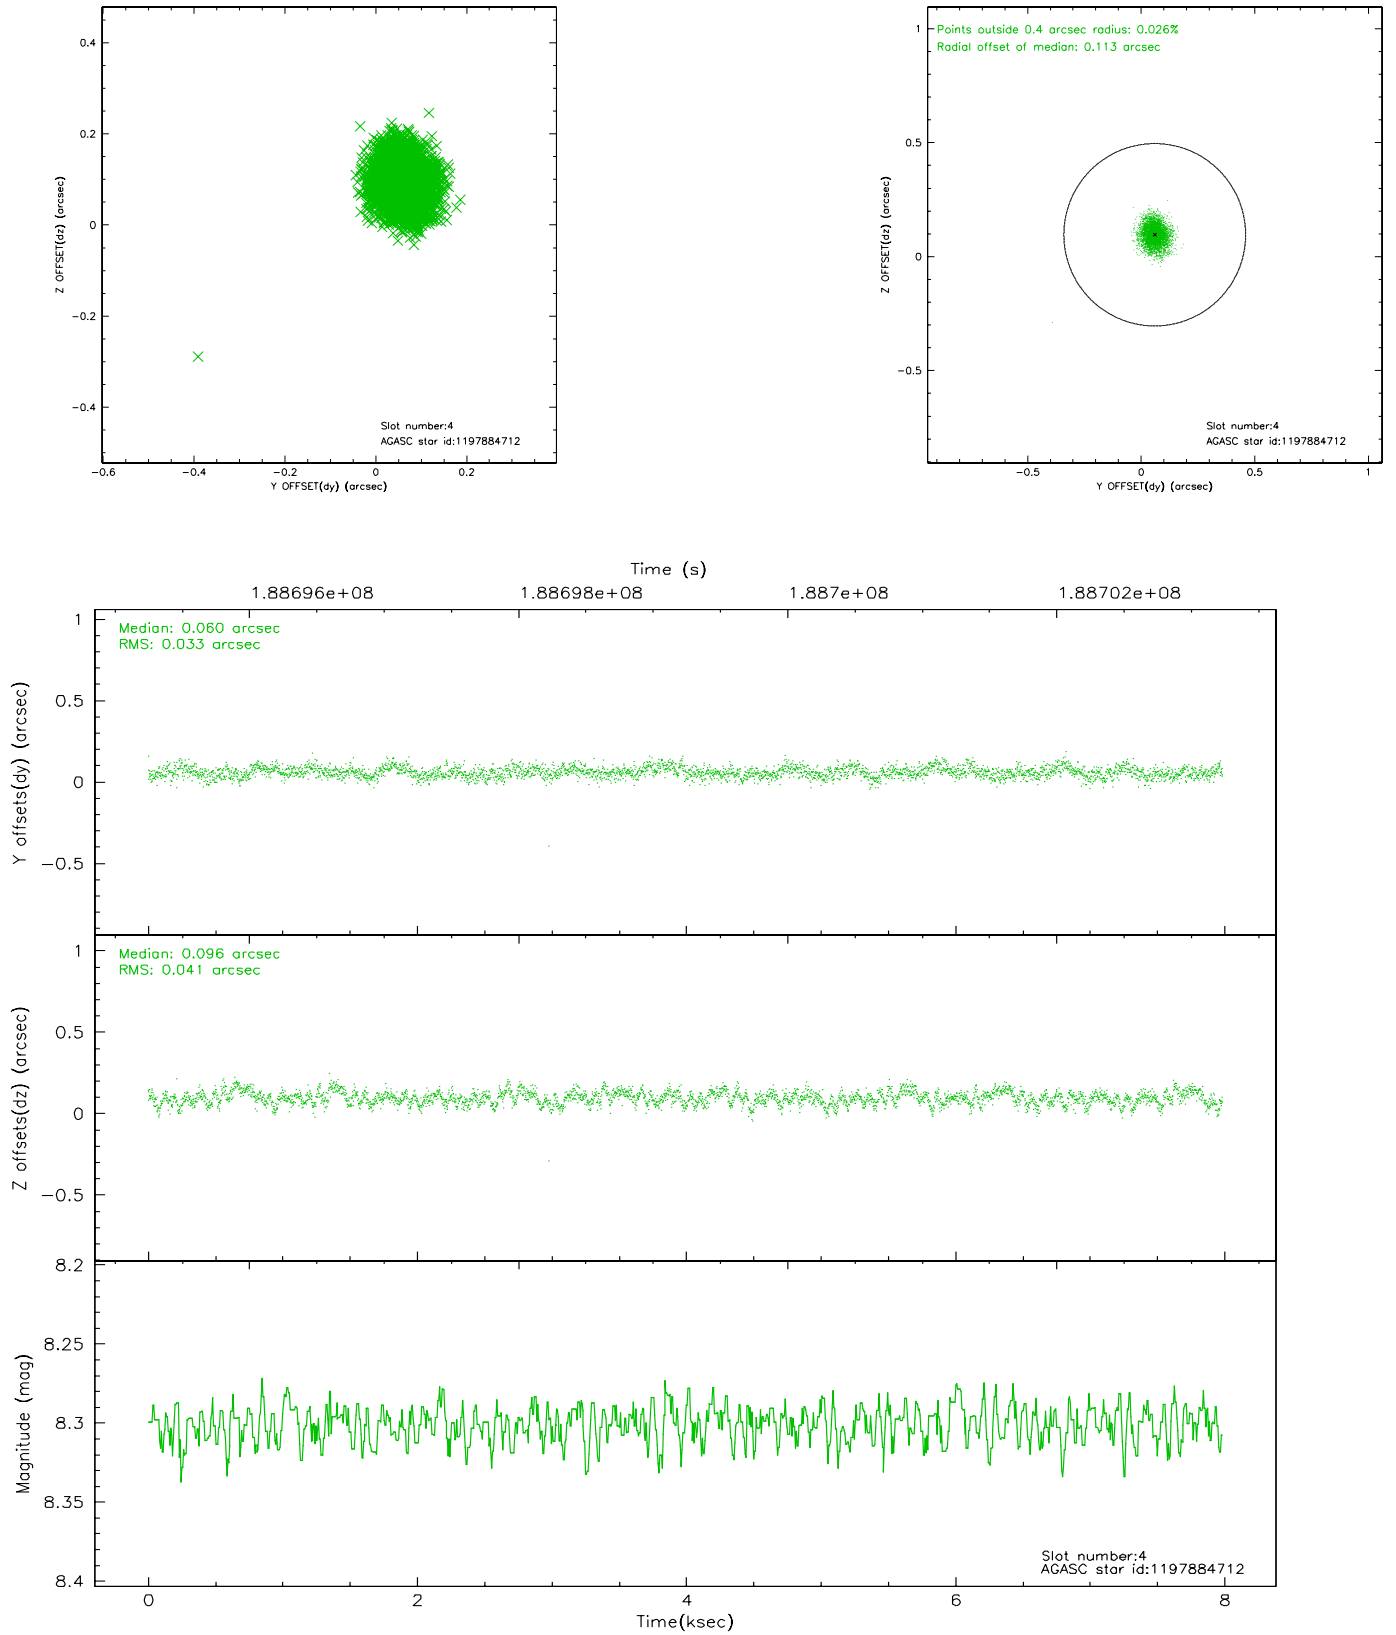 0.4
0.2
0
−0.2
−0.4
Z OFFSET(dz) (arcsec)
Slot number:4
AGASC star id:1197884712
−0.6
−0.4
−0.2
0
0.2
Y OFFSET(dy) (arcsec)
Points outside 0.4 arcsec radius: 0.026%
Radial offset of median: 0.113 arcsec
1
0.5
0
−0.5
Z OFFSET(dz) (arcsec)
Slot number:4
AGASC star id:1197884712
−0.5
0
0.5
1
Y OFFSET(dy) (arcsec)
Time (s)
1.88696e+08
1.88698e+08
1.887e+08
1.88702e+08
Median: 0.060 arcsec
RMS: 0.033 arcsec
1
0.5
0
−0.5
Y offsets(dy) (arcsec)
Median: 0.096 arcsec
RMS: 0.041 arcsec
1
0.5
0
−0.5
Z offsets(dz) (arcsec)
8.2
8.25
8.3
8.35
8.4
Magnitude (mag)
Slot number:4
AGASC star id:1197884712
0
2
4
6
8
Time(ksec)